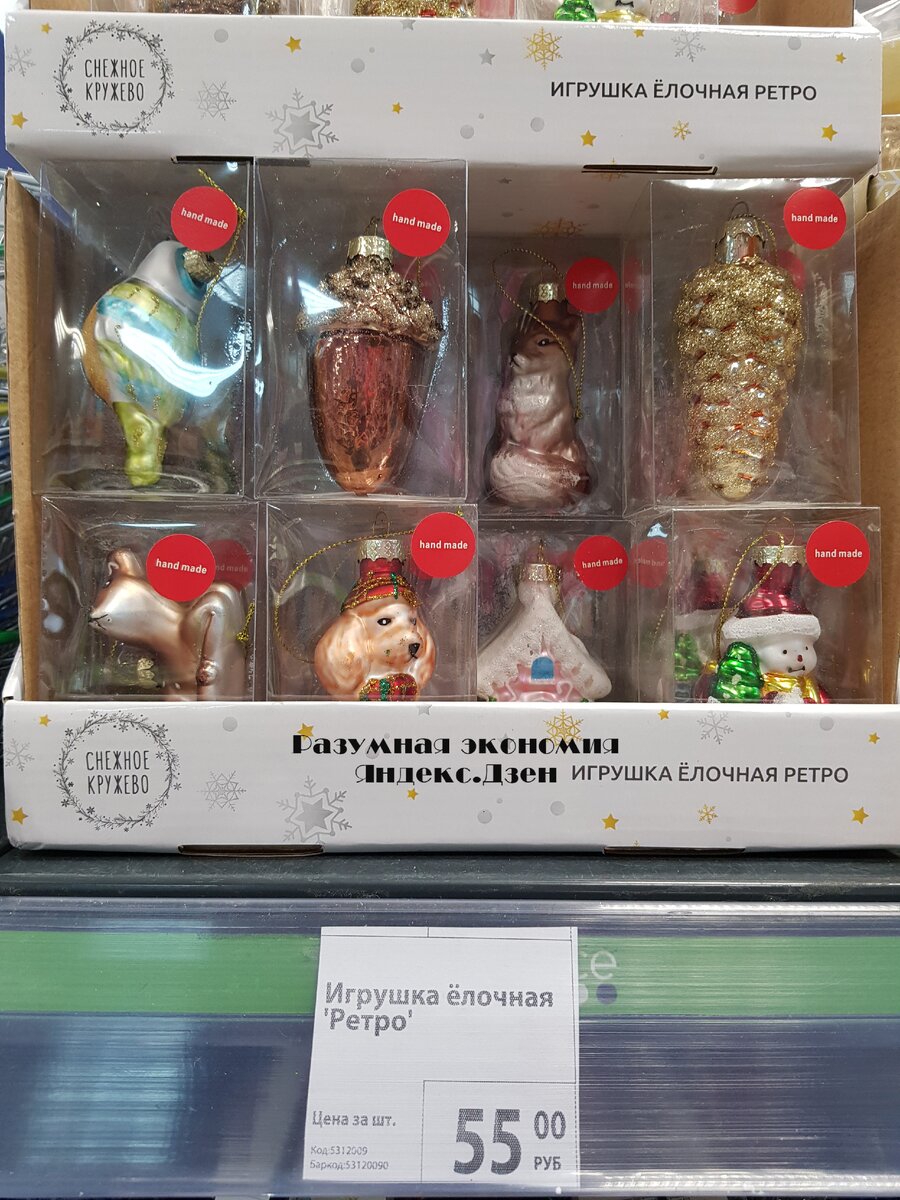 СНЕЖНОЕ
КРУЖЕВО
ИГРУШКА ЁЛОЧНАЯ РЕТРО
hand made
hand made
hand made
hand made
hand made
hand made
hand made
hand made
СНЕЖНОЕ
КРУЖЕВО
Разумная экономия
Яндекс.Дзен
ИГРУШКА ЁЛОЧНАЯ РЕТРО
Игрушка ёлочная
'Ретро'
Цена за шт.
Код:5312009
Баркод:53120090
55 00
РУБ